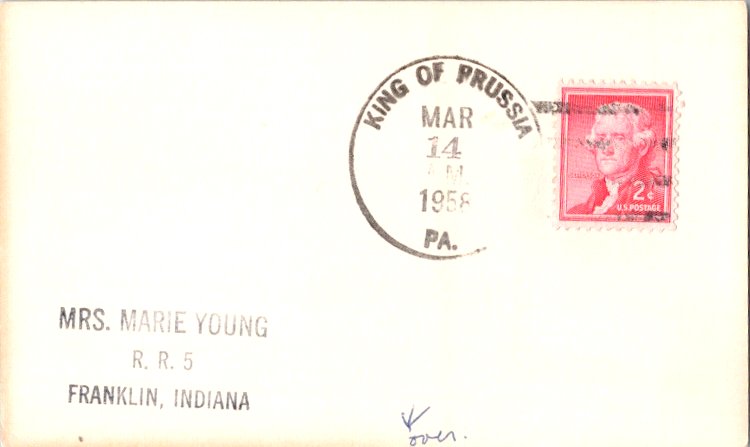 KING OF PRUSSIA
MAR
14
1958
PA.
2¢
U.S. POSTAGE
MRS. MARIE YOUNG
R. R. 5
FRANKLIN, INDIANA
over.